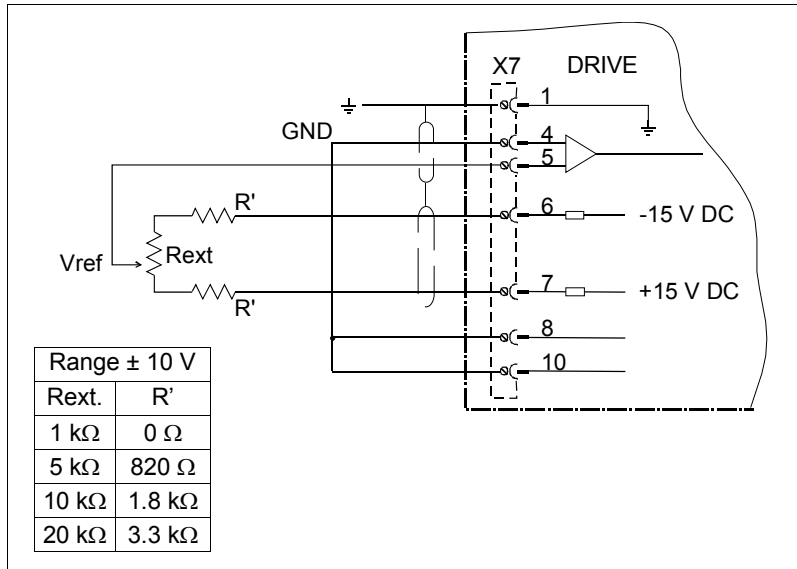 X7 DRIVE
1
GND
4
5
R'
6
-15 V DC
Vref
Rext
R'
7
+15 V DC
8
10
Range ± 10 V
Rext. R’
1 kΩ 0 Ω
5 kΩ 820 Ω
10 kΩ 1.8 kΩ
20 kΩ 3.3 kΩ